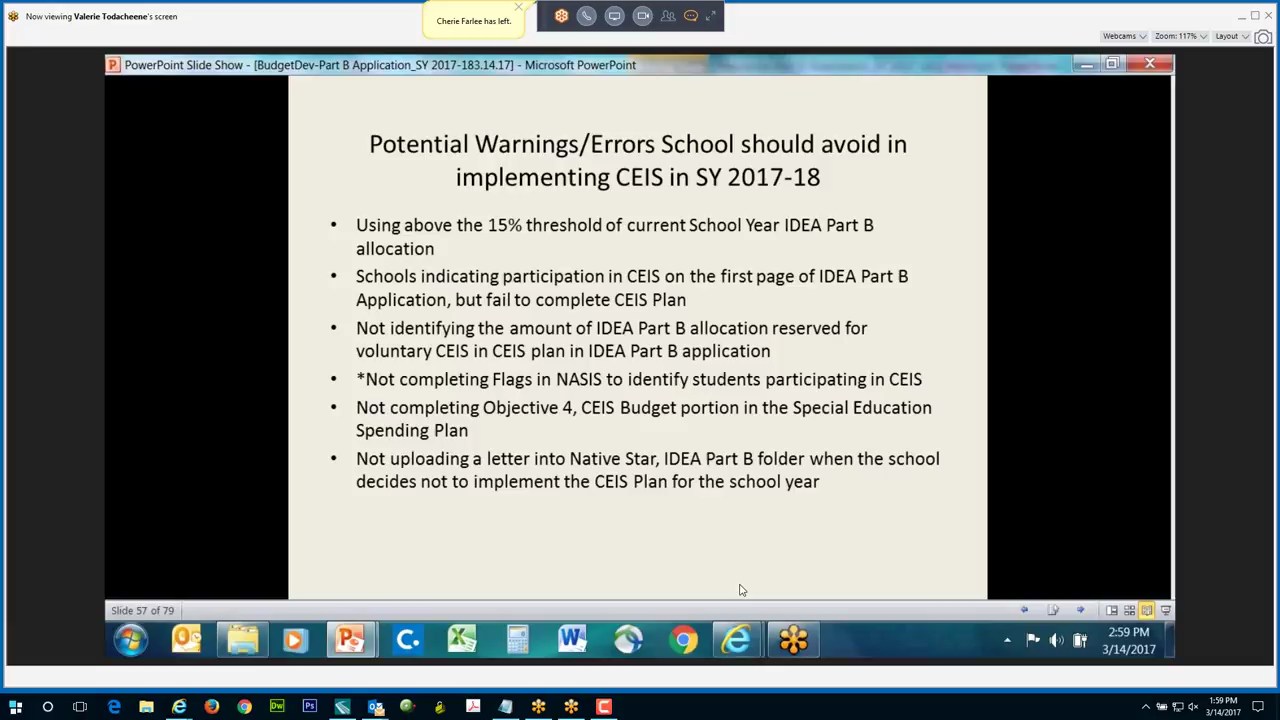 Now viewing Valerie Todacheene's screen
Cherie Farlee has left.
Webcams
Zoom: 117%
Layout
PowerPoint Slide Show - [BudgetDev-Part B Application_SY 2017-183.14.17] - Microsoft PowerPoint
Potential Warnings/Errors School should avoid in
implementing CEIS in SY 2017-18
• Using above the 15% threshold of current School Year IDEA Part B
allocation
• Schools indicating participation in CEIS on the first page of IDEA Part B
Application, but fail to complete CEIS Plan
• Not identifying the amount of IDEA Part B allocation reserved for
voluntary CEIS in CEIS plan in IDEA Part B application
• *Not completing Flags in NASIS to identify students participating in CEIS
• Not completing Objective 4, CEIS Budget portion in the Special Education
Spending Plan
• Not uploading a letter into Native Star, IDEA Part B folder when the school
decides not to implement the CEIS Plan for the school year
Slide 57 of 79
2:59 PM
3/14/2017
1:59 PM
3/14/2017